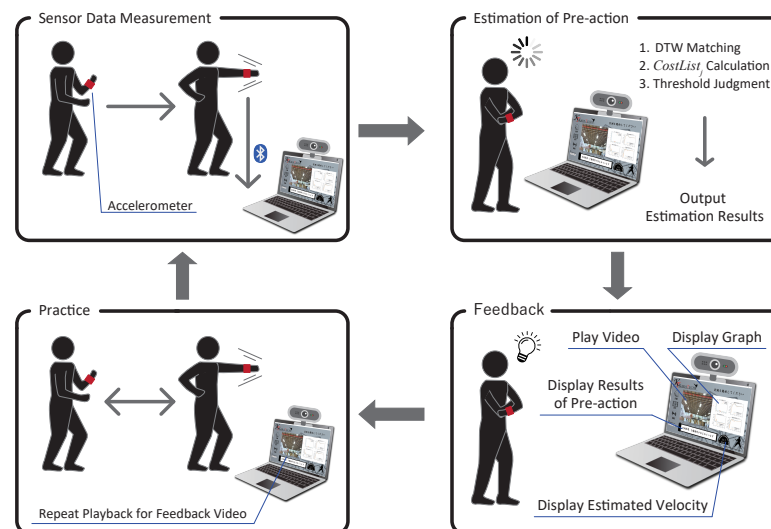 Sensor Data Measurement
Accelerometer
Estimation of Pre-action
1. DTW Matching
2. CostList_j Calculation
3. Threshold Judgment
Output
Estimation Results
Practice
Repeat Playback for Feedback Video
Feedback
Play Video
Display Graph
Display Results
of Pre-action
Display Estimated Velocity